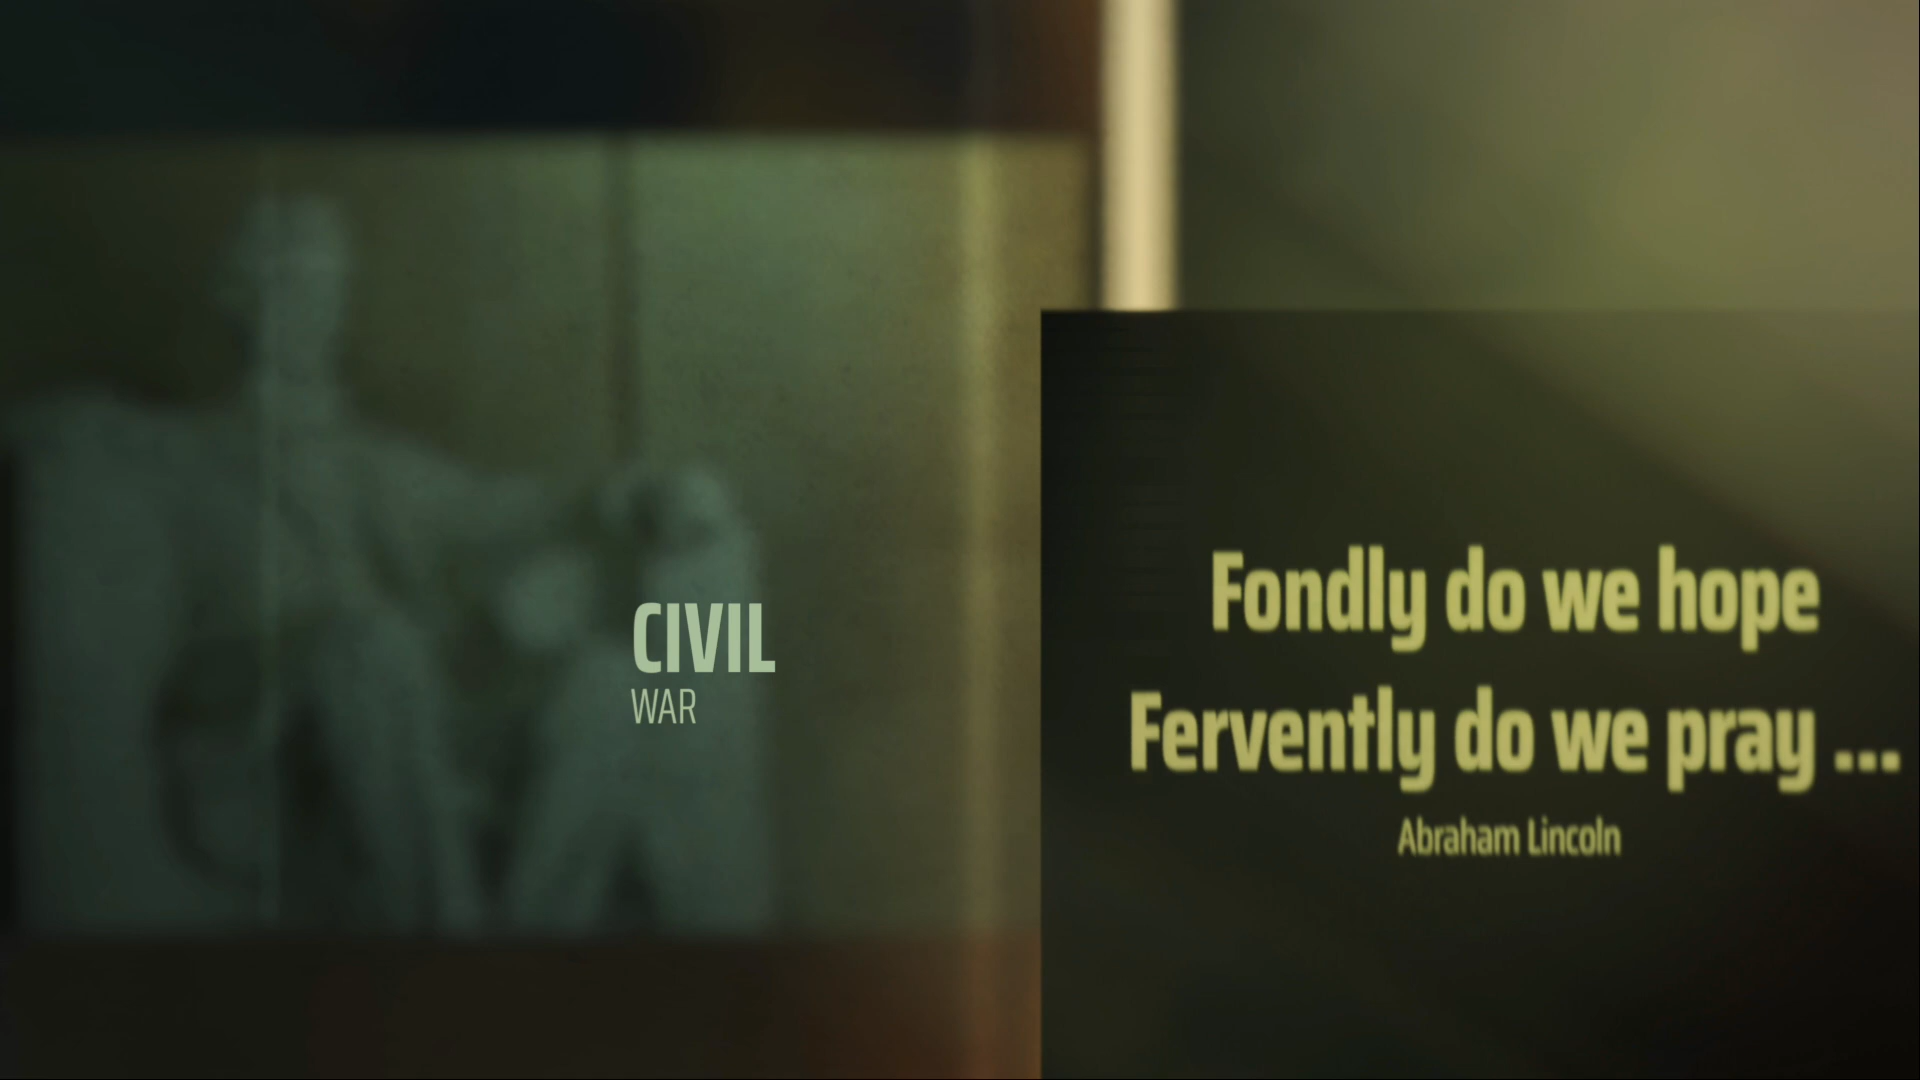 CIVIL
WAR
Fondly do we hope
Fervently do we pray ...
Abraham Lincoln